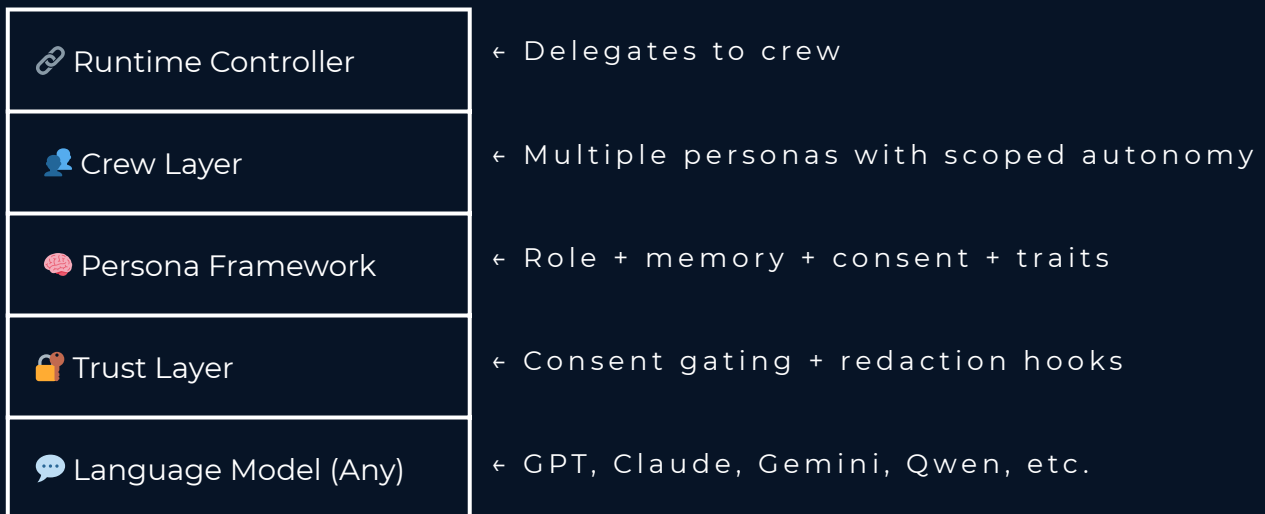 Runtime Controller ← Delegates to crew
Crew Layer ← Multiple personas with scoped autonomy
Persona Framework ← Role + memory + consent + traits
Trust Layer ← Consent gating + redaction hooks
Language Model (Any) ← GPT, Claude, Gemini, Qwen, etc.